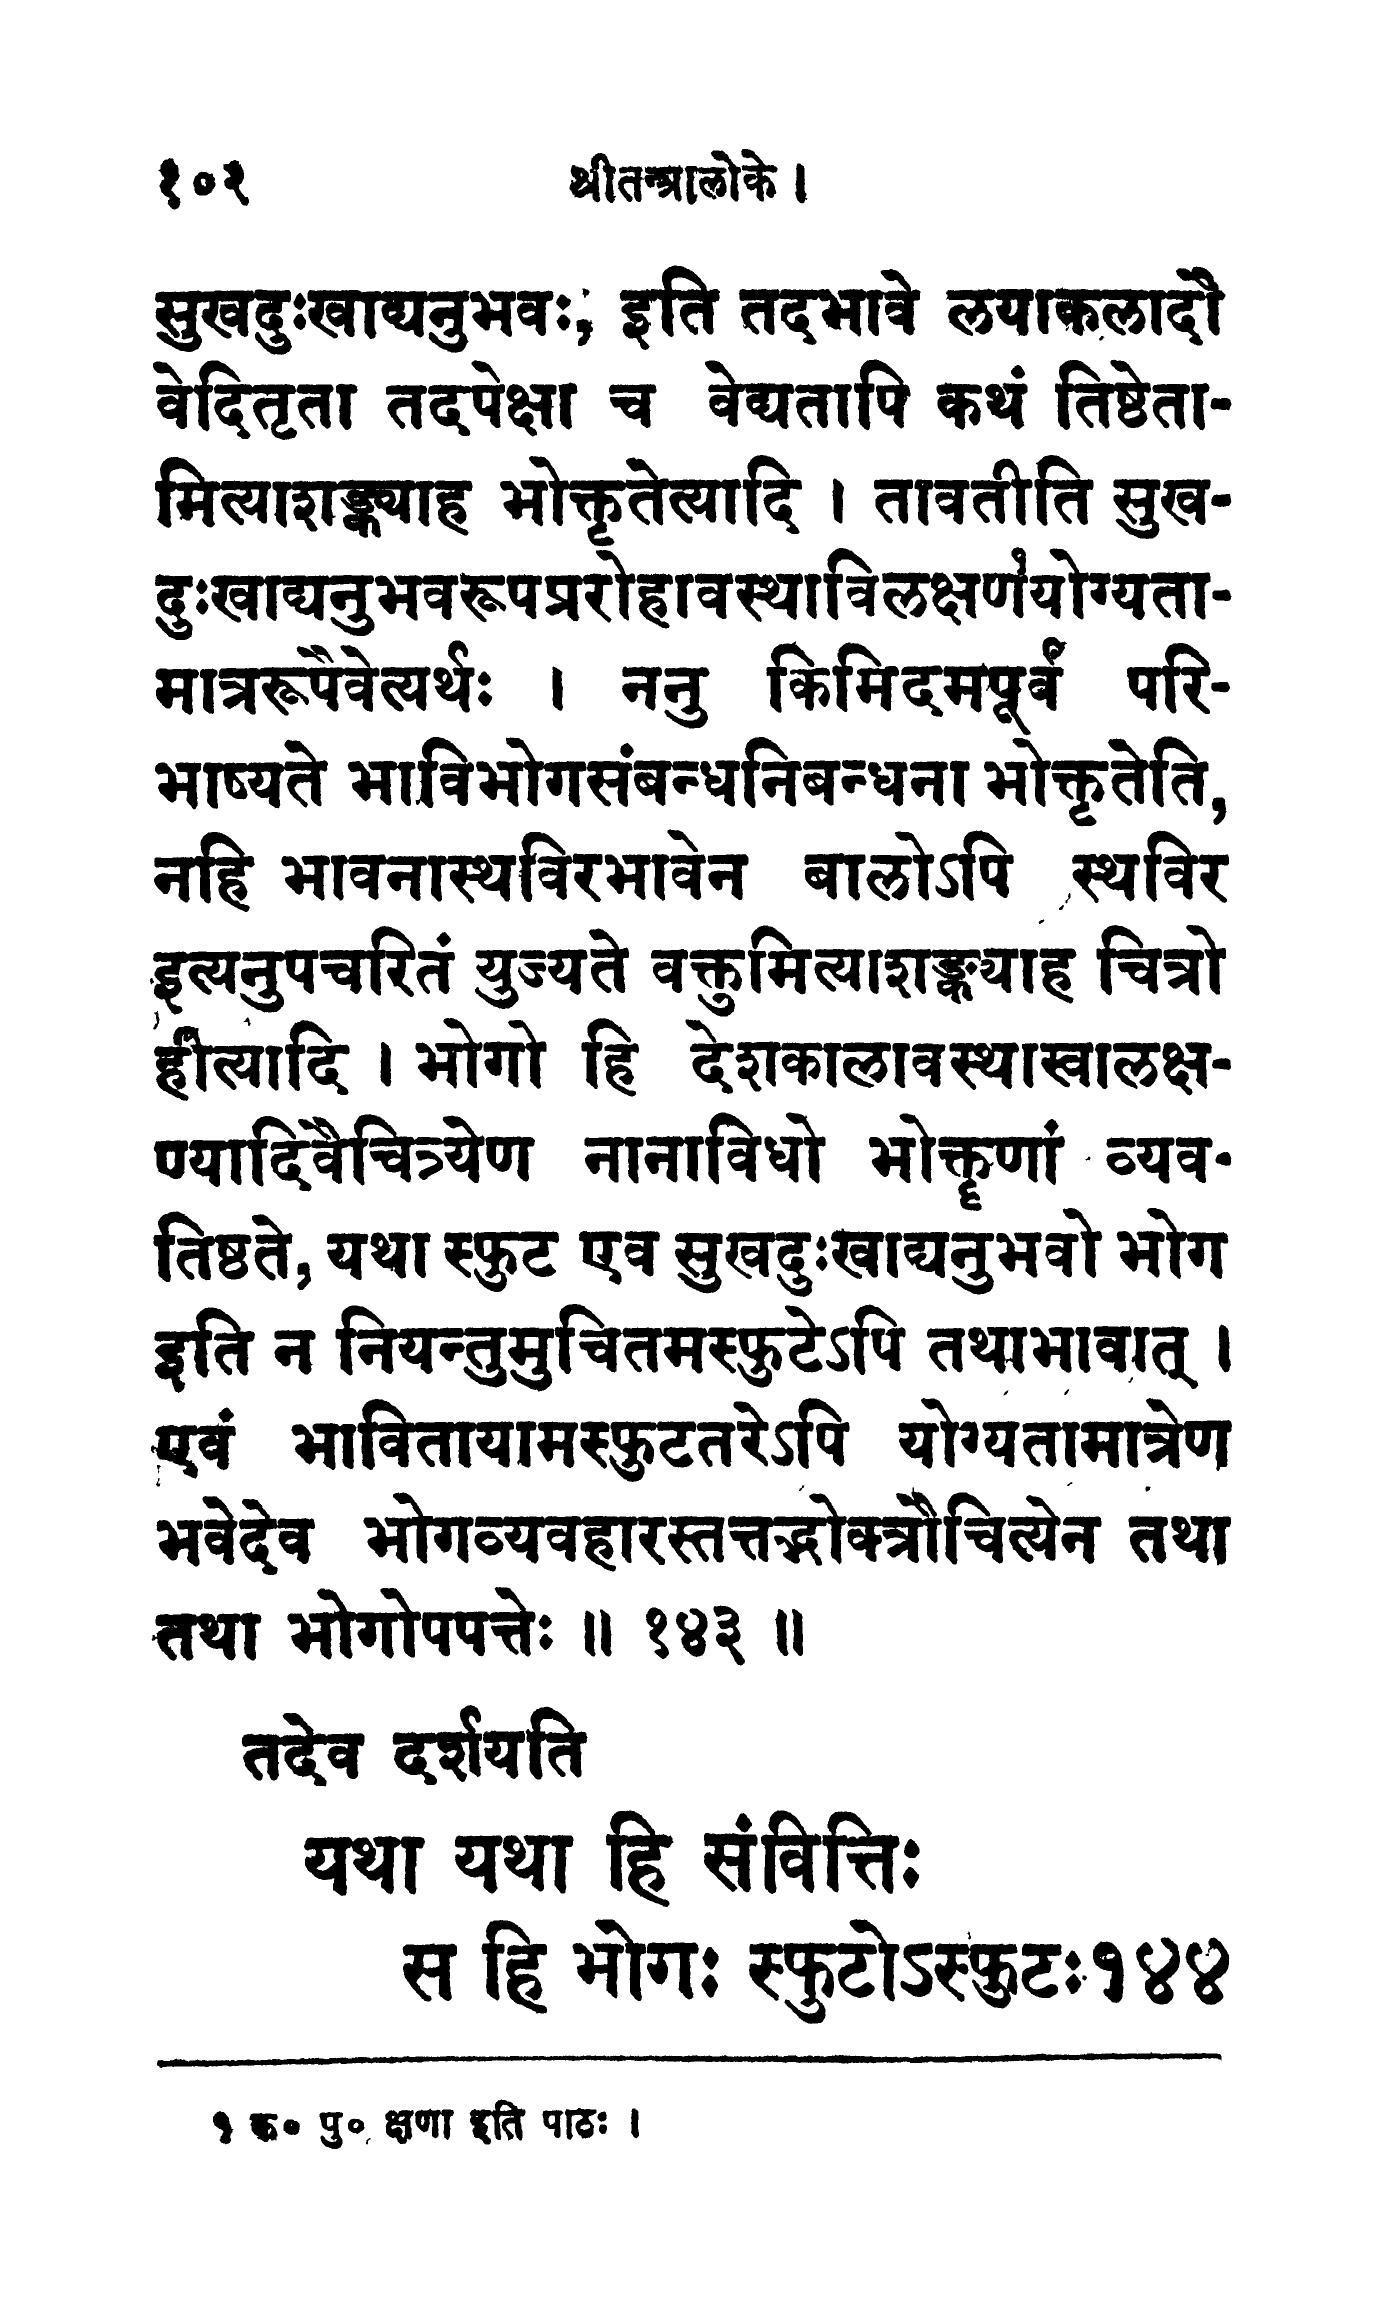 १०२ श्रीतन्त्रालोके ।
सुखदुःखाद्यनुभवः, इति तदभावे लयाकलादौ
वेदितृता तदपेक्षा च वेद्यतापि कथं तिष्ठेता-
मित्याशङ्क्याह भोक्तृतेत्यादि । तावतीति सुख-
दुःखाद्यनुभवरूपप्ररोहावस्थाविलक्षण१योग्यता-
मात्ररूपैवेत्यर्थः । ननु किमिदमपूर्वं परि-
भाष्यते भाविभोगसंबन्धनिबन्धना भोक्तृतेति,
नहि भावनास्थविरभावेन बालोऽपि स्थविर
इत्यनुपचरितं युज्यते वक्तुमित्याशङ्कयाह चित्रो
हीत्यादि । भोगो हि देशकालावस्थास्वालक्ष-
ण्यादिवैचित्र्येण नानाविधो भोक्तॄणां व्यव-
तिष्ठते, यथा स्फुट एव सुखदुःखाद्यनुभवो भोग
इति न नियन्तुमुचितमस्फुटेऽपि तथाभावात् ।
एवं भावितायामस्फुटतरेऽपि योग्यतामात्रेण
भवेदेव भोगव्यवहारस्तत्तद्भोक्त्रौचित्येन तथा
तथा भोगोपपत्तेः ॥ १४३ ॥
तदेव दर्शयति
यथा यथा हि संवित्तिः
स हि भोगः स्फुटोऽस्फुटः१४४
१ क० पु० क्षणा इति पाठः ।